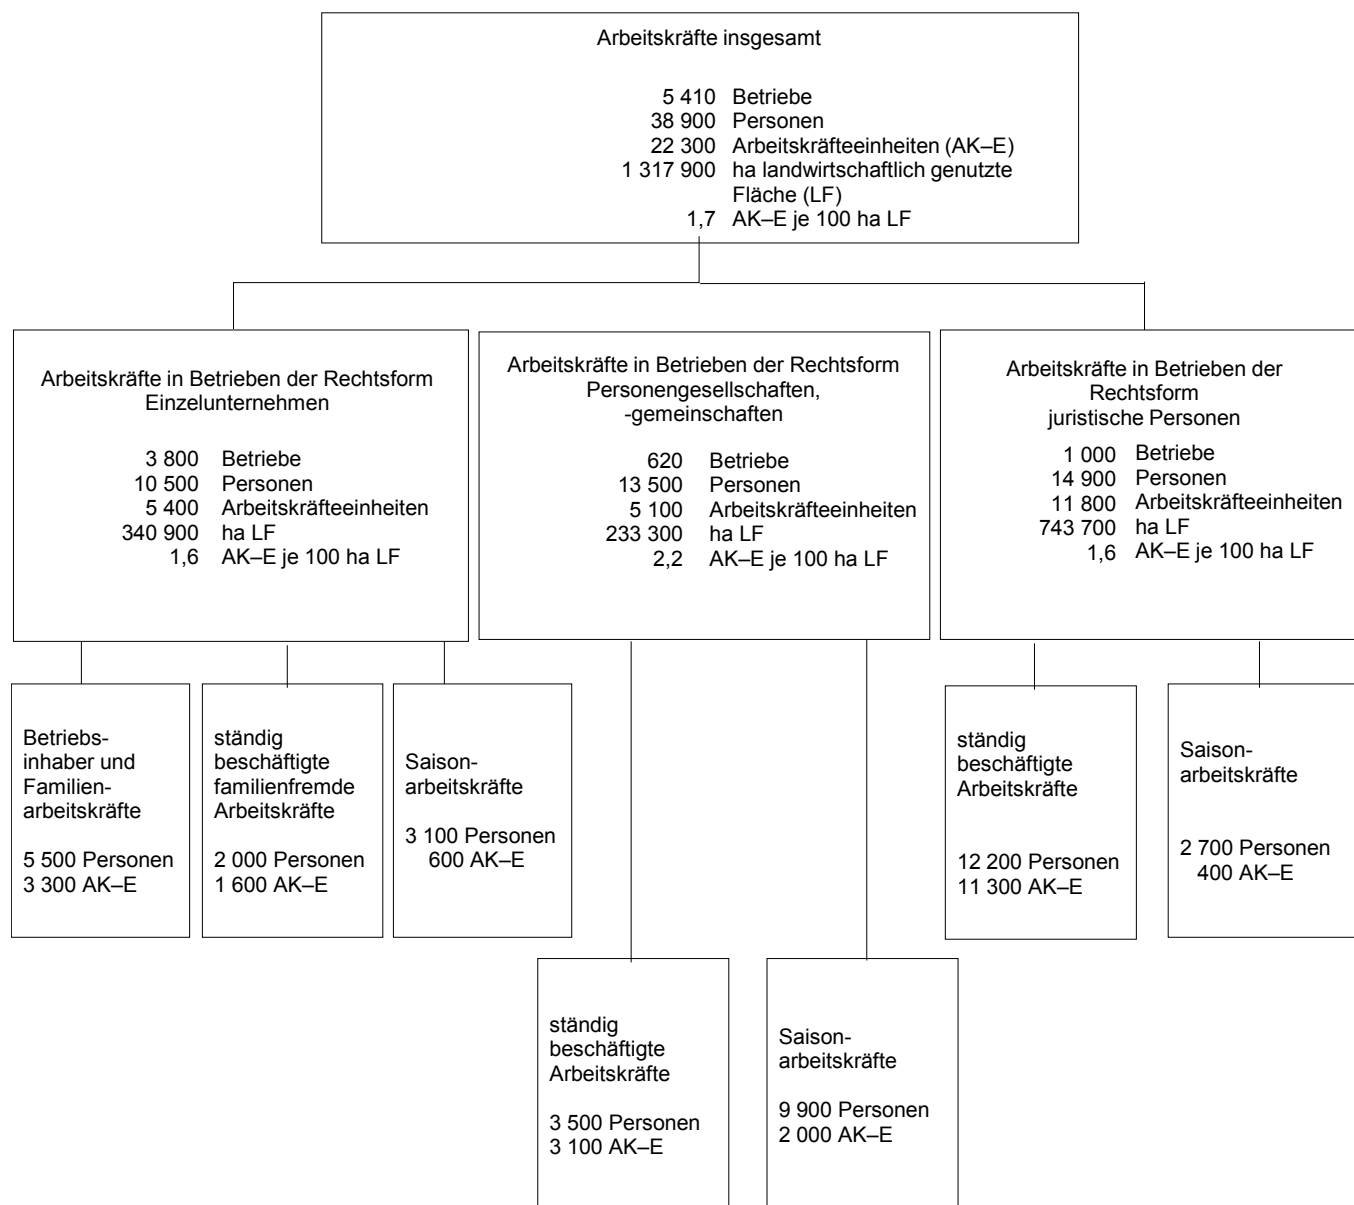 Arbeitskräfte insgesamt
5 410 Betriebe
38 900 Personen
22 300 Arbeitskräfteeinheiten (AK–E)
1 317 900 ha landwirtschaftlich genutzte
Fläche (LF)
1,7 AK–E je 100 ha LF
Arbeitskräfte in Betrieben der Rechtsform
Einzelunternehmen
3 800 Betriebe
10 500 Personen
5 400 Arbeitskräfteeinheiten
340 900 ha LF
1,6 AK–E je 100 ha LF
Arbeitskräfte in Betrieben der Rechtsform
Personengesellschaften,
-gemeinschaften
620 Betriebe
13 500 Personen
5 100 Arbeitskräfteeinheiten
233 300 ha LF
2,2 AK–E je 100 ha LF
Arbeitskräfte in Betrieben der
Rechtsform
juristische Personen
1 000 Betriebe
14 900 Personen
11 800 Arbeitskräfteeinheiten
743 700 ha LF
1,6 AK–E je 100 ha LF
Betriebs-
inhaber und
Familien-
arbeitskräfte
5 500 Personen
3 300 AK–E
ständig
beschäftigte
familienfremde
Arbeitskräfte
2 000 Personen
1 600 AK–E
Saison-
arbeitskräfte
3 100 Personen
600 AK–E
ständig
beschäftigte
Arbeitskräfte
12 200 Personen
11 300 AK–E
Saison-
arbeitskräfte
2 700 Personen
400 AK–E
ständig
beschäftigte
Arbeitskräfte
3 500 Personen
3 100 AK–E
Saison-
arbeitskräfte
9 900 Personen
2 000 AK–E